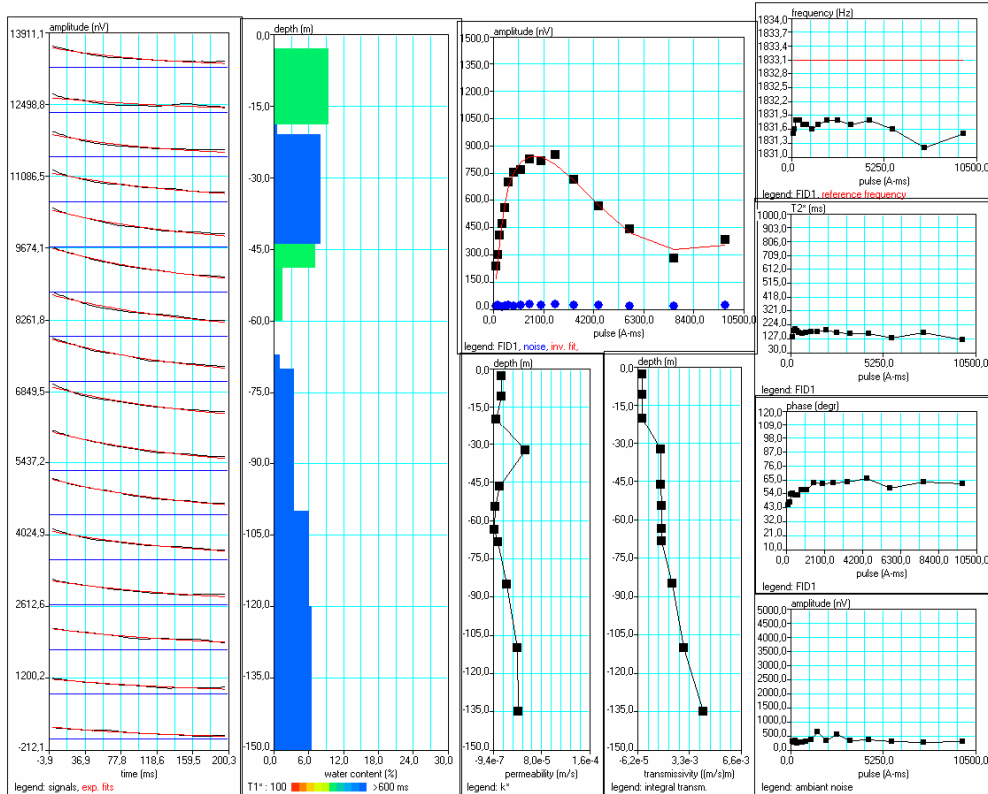 amplitude (nV)
13911,1
12498,8
11086,5
9674,1
8261,8
6849,5
5437,2
4024,9
2612,6
1200,2
-212,1
-3,9 36,9 77,8 118,6 159,5 200,3
time (ms)
legend: signals, exp. fits
depth (m)
0,0
-15,0
-30,0
-45,0
-60,0
-75,0
-90,0
-105,0
-120,0
-135,0
-150,0
0,0 6,0 12,0 18,0 24,0 30,0
water content (%)
T1* : 100 >600 ms
amplitude (nV)
1500,0
1350,0
1200,0
1050,0
900,0
750,0
600,0
450,0
300,0
150,0
0,0
0,0 2100,0 4200,0 6300,0 8400,0 10500,0
pulse (A-ms)
legend: FID1, noise, inv. fit,
depth (m)
0,0
-15,0
-30,0
-45,0
-60,0
-75,0
-90,0
-105,0
-120,0
-135,0
-150,0
-9,4e-7 8,0e-5 1,6e-4
permeability (m/s)
legend: k*
depth (m)
0,0
-15,0
-30,0
-45,0
-60,0
-75,0
-90,0
-105,0
-120,0
-135,0
-150,0
-6,2e-5 3,3e-3 6,6e-3
transmissivity ((m/s)m)
legend: integral transm.
frequency (Hz)
1834,0
1833,7
1833,4
1833,1
1832,8
1832,5
1832,2
1831,9
1831,6
1831,3
1831,0
0,0 5250,0 10500,0
pulse (A-ms)
legend: FID1, reference frequency
T2* (ms)
1000,0
903,0
806,0
709,0
612,0
515,0
418,0
321,0
224,0
127,0
30,0
0,0 5250,0 10500,0
pulse (A-ms)
legend: FID1
phase (degr)
120,0
109,0
98,0
87,0
76,0
65,0
54,0
43,0
32,0
21,0
10,0
0,0 2100,0 4200,0 6300,0 8400,0 10500,0
pulse (A-ms)
legend: FID1
amplitude (nV)
5000,0
4500,0
4000,0
3500,0
3000,0
2500,0
2000,0
1500,0
1000,0
500,0
0,0
0,0 5250,0 10500,0
pulse (A-ms)
legend: ambiant noise